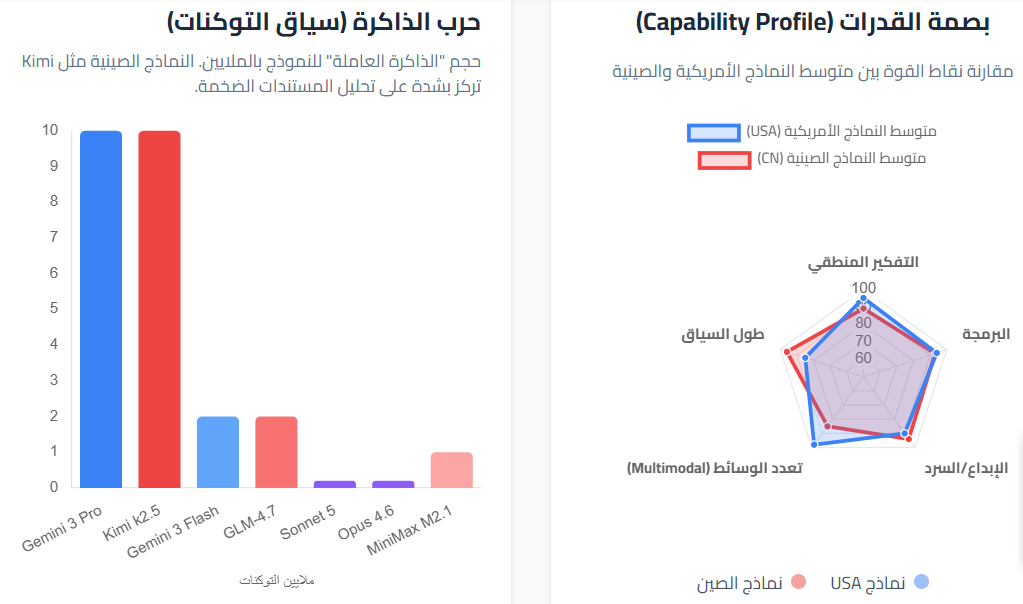 بصمة القدرات (Capability Profile)
مقارنة نقاط القوة بين متوسط النماذج الأمريكية والصينية
متوسط النماذج الأمريكية (USA)
متوسط النماذج الصينية (CN)
التفكير المنطقي
100
80
70
60
البرمجة
طول السياق
الإبداع/السرد
تعدد الوسائط (Multimodal)
نماذج USA
نماذج الصين
حرب الذاكرة (سياق التوكنات)
حجم "الذاكرة العاملة" للنموذج بالملايين. النماذج الصينية مثل Kimi
تركز بشدة على تحليل المستندات الضخمة.
10
9
8
7
6
5
4
3
2
1
0
Gemini 3 Pro
Kimi k2.5
Gemini 3 Flash
GLM-4.7
Sonnet 5
Opus 4.6
MiniMax M2.1
ملايين التوكنات